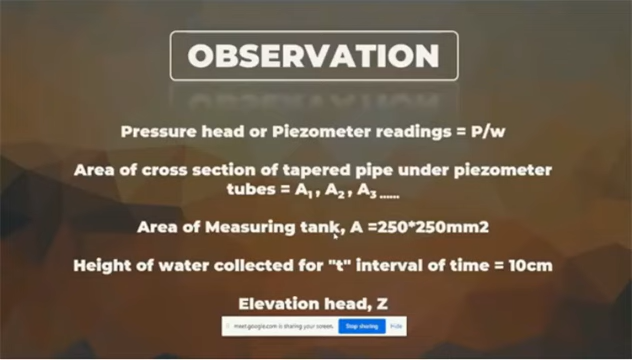 OBSERVATION
Pressure head or Piezometer readings = P/w
Area of cross section of tapered pipe under piezometer
tubes = A₁ , A₂ , A₃ ......
Area of Measuring tank, A =250*250mm2
Height of water collected for "t" interval of time = 10cm
Elevation head, Z
meet.google.com is sharing your screen. Stop sharing Hide